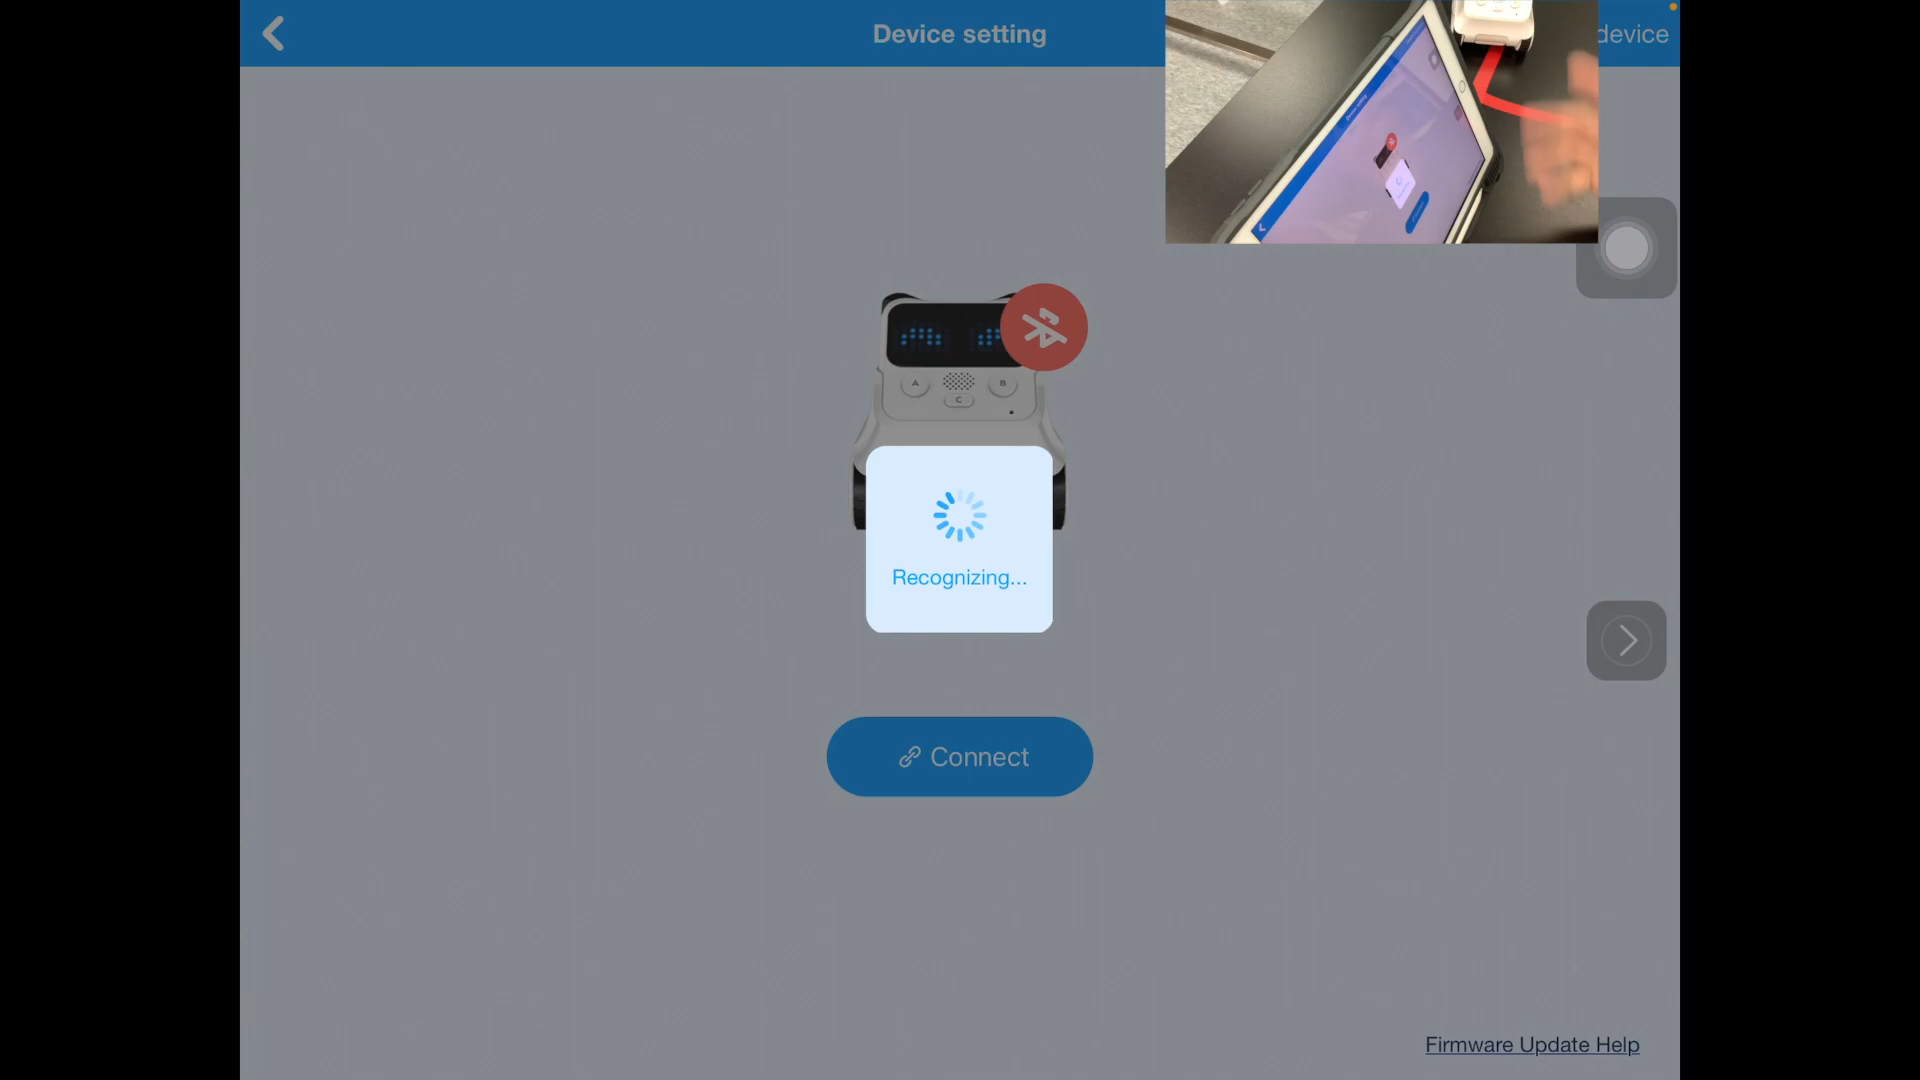 Device setting
device
A
B
C
Recognizing...
Connect
Firmware Update Help